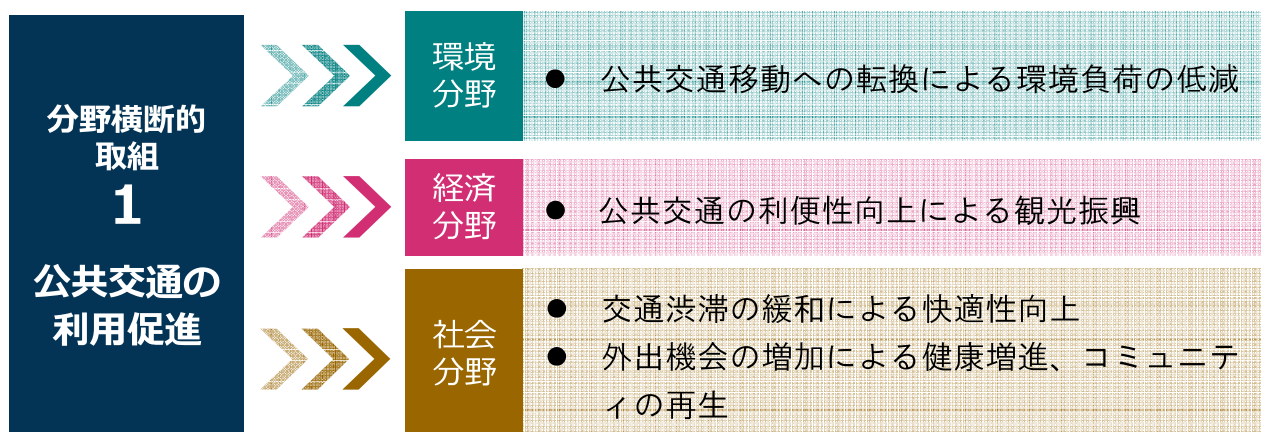 分野横断的
取組
1
公共交通の
利用促進
環境
分野
● 公共交通移動への転換による環境負荷の低減
経済
分野
● 公共交通の利便性向上による観光振興
社会
分野
● 交通渋滞の緩和による快適性向上
● 外出機会の増加による健康増進、コミュニテ
ィの再生